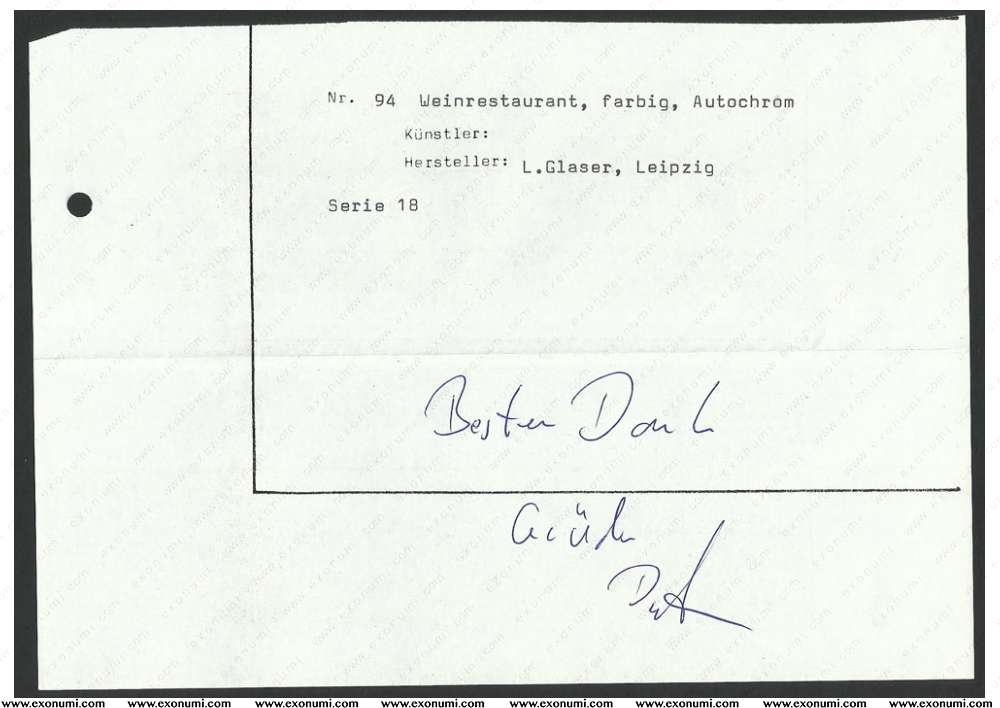 Nr. 94 Weinrestaurant, farbig, Autochrom
Künstler:
Hersteller: L.Glaser, Leipzig
Serie 18
Besten Dank
www.exonumi.com www.exonumi.com www.exonumi.com www.exonumi.com www.exonumi.com www.exonumi.com www.exonumi.com www.exonumi.com